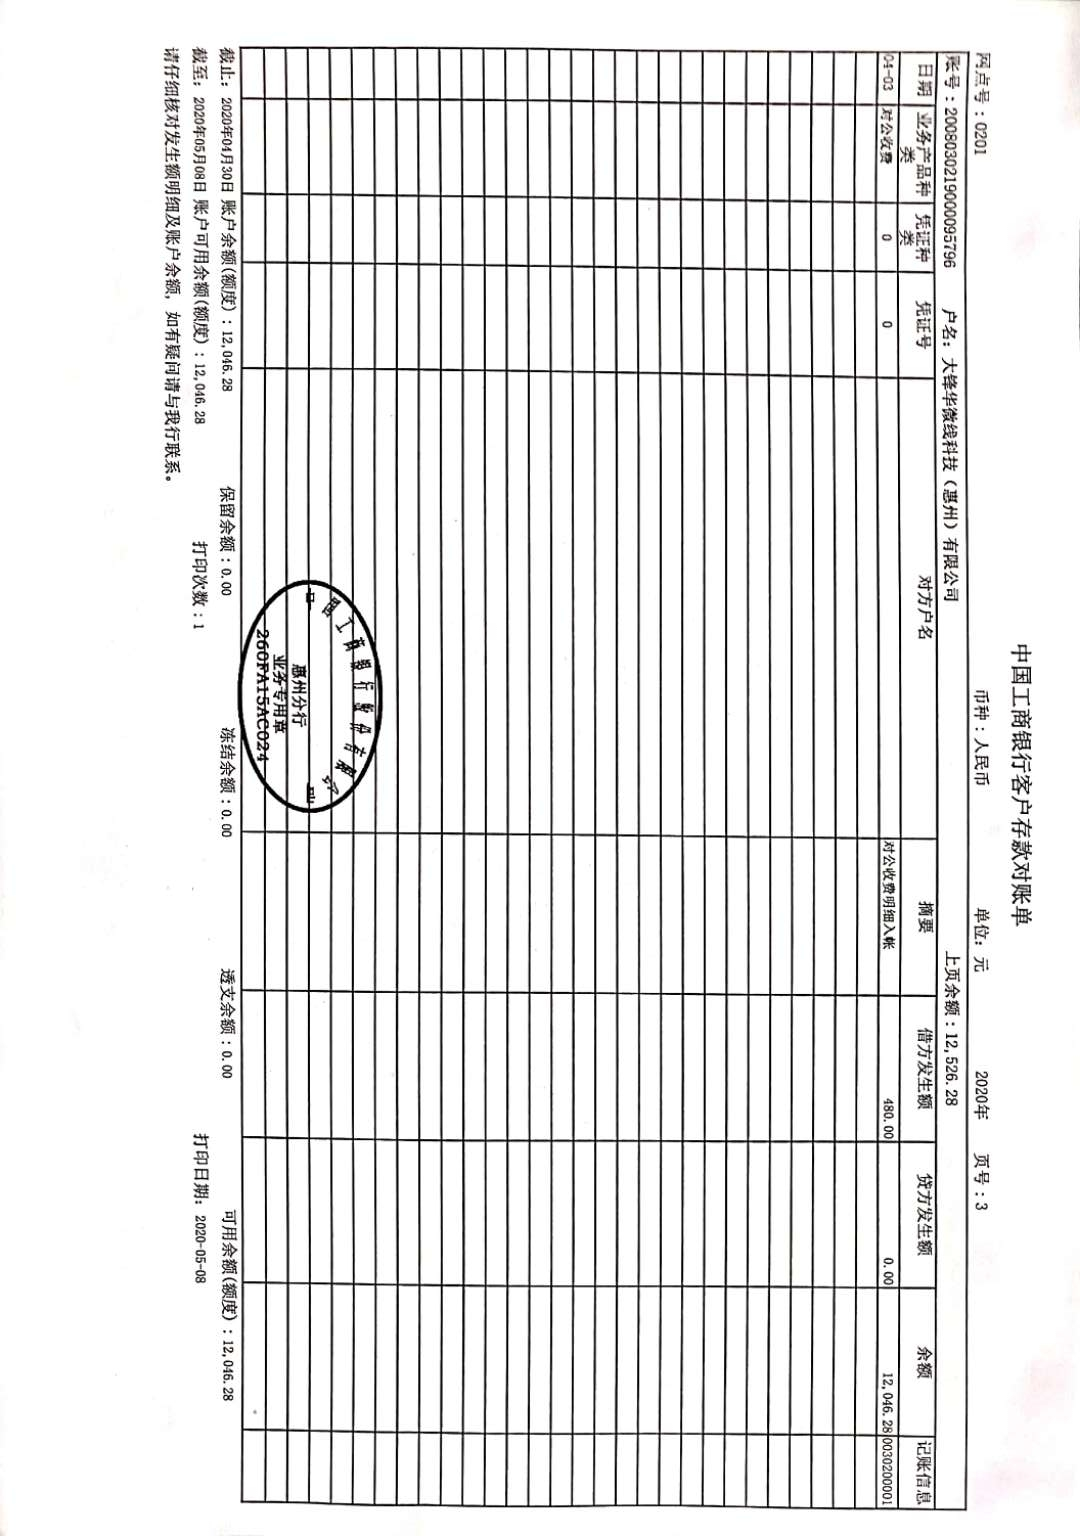 中国工商银行客户存款对账单
网点号：0201 币种：人民币 单位：元 2020年 页号：3
账号：2008030219000095796 户名：大锋华微线科技（惠州）有限公司 上页余额：12,526.28
日期 业务产品种类 凭证种类 凭证号 对方户名 摘要 借方发生额 贷方发生额 余额 记账信息
04-03 对公收费 0 0 对公收费明细入帐 480.00 0.00 12,046.28 0030200001
中国工商银行股份有限公司
惠州分行
业务专用章
260FA15AC024
截止：2020年04月30日 账户余额(额度)：12,046.28 保留余额：0.00 冻结余额：0.00 透支余额：0.00 可用余额(额度)：12,046.28
截至：2020年05月08日 账户可用余额(额度)：12,046.28 打印次数：1 打印日期：2020-05-08
请仔细核对发生额明细及账户余额，如有疑问请与我行联系。